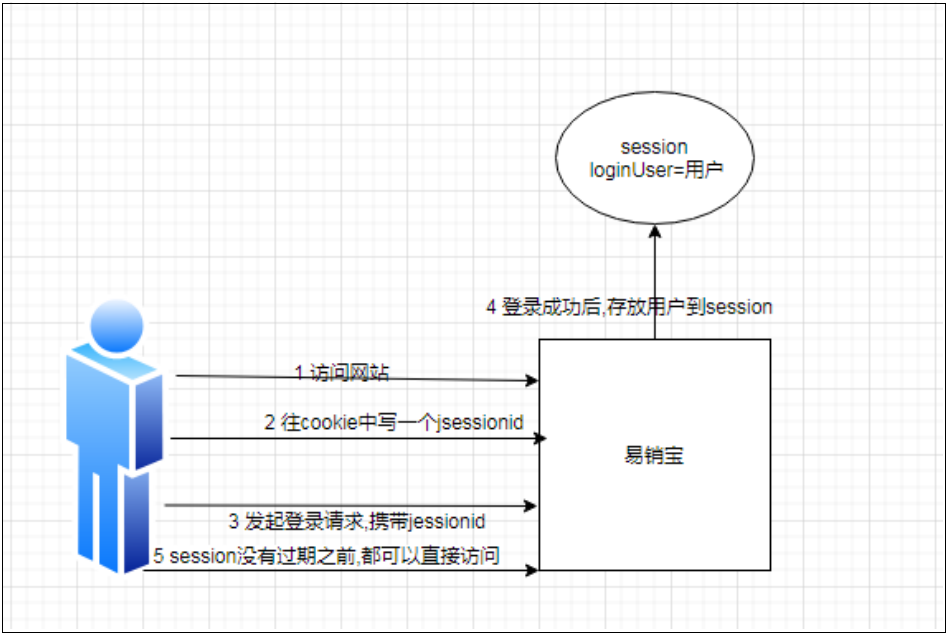 session
loginUser=用户
4 登录成功后,存放用户到session
1 访问网站
2 往cookie中写一个jsessionid
易销宝
3 发起登录请求,携带jessionid
5 session没有过期之前,都可以直接访问